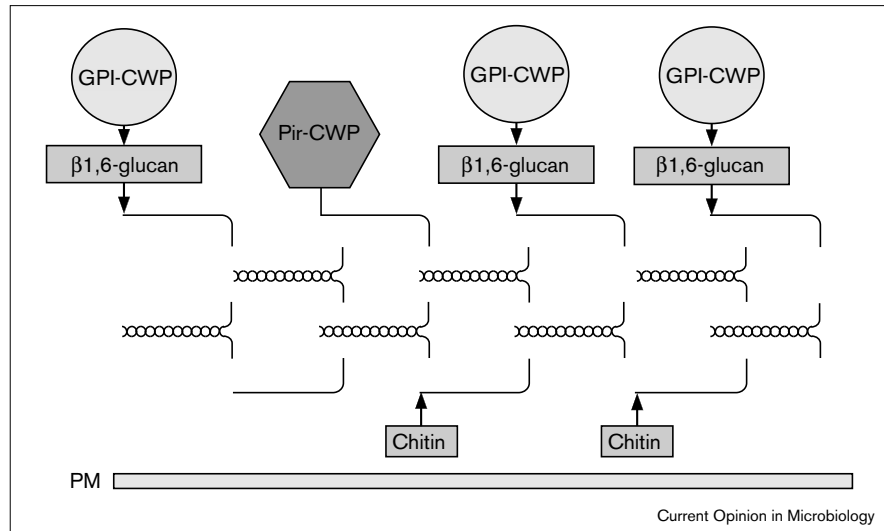 GPI-CWP
GPI-CWP
GPI-CWP
Pir-CWP
β1,6-glucan
β1,6-glucan
β1,6-glucan
Chitin
Chitin
PM
Current Opinion in Microbiology